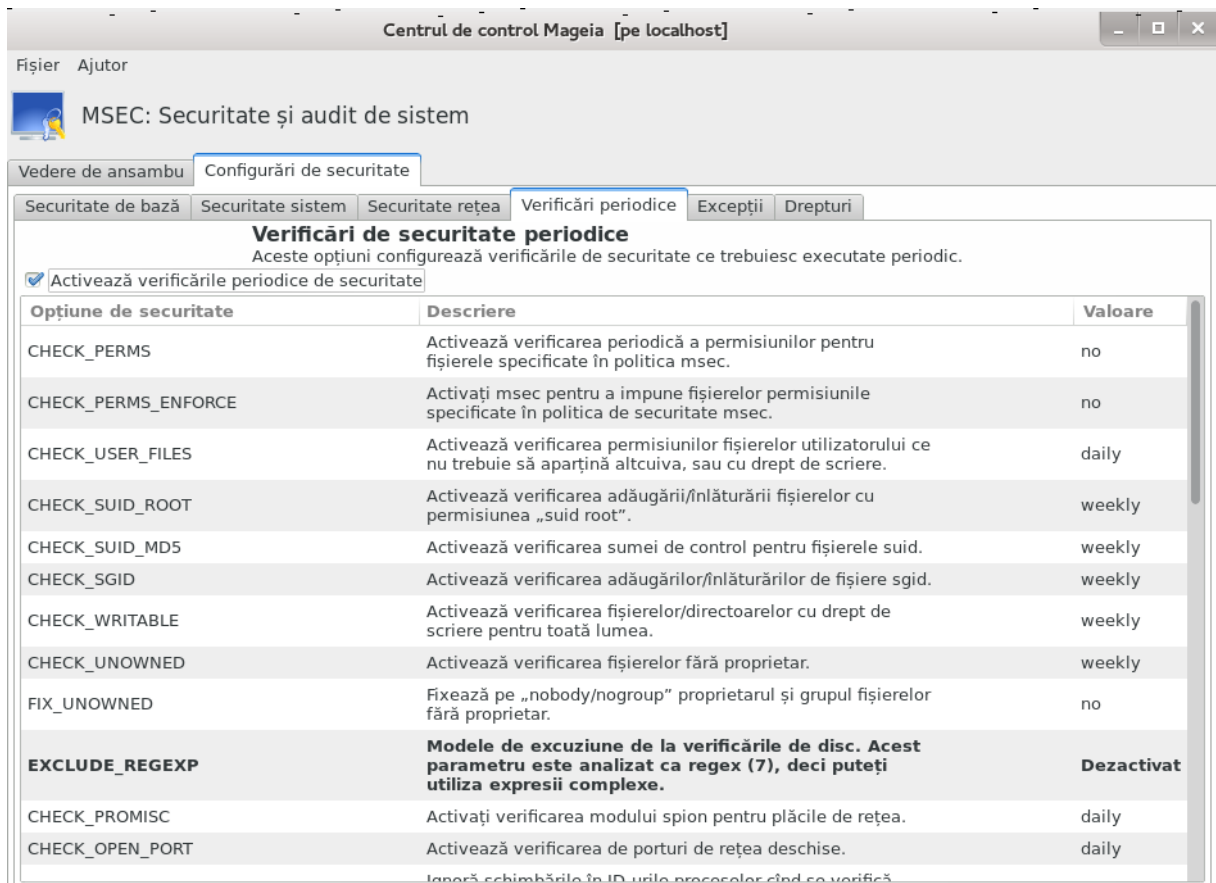 Centrul de control Mageia [pe localhost]
Fișier Ajutor
MSEC: Securitate și audit de sistem
Vedere de ansambu Configurări de securitate
Securitate de bază Securitate sistem Securitate rețea Verificări periodice Excepții Drepturi
Verificări de securitate periodice
Aceste opțiuni configurează verificările de securitate ce trebuiesc executate periodic.
Activează verificările periodice de securitate
Opțiune de securitate Descriere Valoare
CHECK_PERMS Activează verificarea periodică a permisiunilor pentru
fișierele specificate în politica msec. no
CHECK_PERMS_ENFORCE Activați msec pentru a impune fișierelor permisiunile
specificate în politica de securitate msec. no
CHECK_USER_FILES Activează verificarea permisiunilor fișierelor utilizatorului ce
nu trebuie să aparțină altcuiva, sau cu drept de scriere. daily
CHECK_SUID_ROOT Activează verificarea adăugării/înlăturării fișierelor cu
permisiunea „suid root”. weekly
CHECK_SUID_MD5 Activează verificarea sumei de control pentru fișierele suid. weekly
CHECK_SGID Activează verificarea adăugărilor/înlăturărilor de fișiere sgid. weekly
CHECK_WRITABLE Activează verificarea fișierelor/directoarelor cu drept de
scriere pentru toată lumea. weekly
CHECK_UNOWNED Activează verificarea fișierelor fără proprietar. weekly
FIX_UNOWNED Fixează pe „nobody/nogroup” proprietarul și grupul fișierelor
fără proprietar. no
EXCLUDE_REGEXP Modele de excuziune de la verificările de disc. Acest
parametru este analizat ca regex (7), deci puteți
utiliza expresii complexe. Dezactivat
CHECK_PROMISC Activați verificarea modului spion pentru plăcile de rețea. daily
CHECK_OPEN_PORT Activează verificarea de porturi de rețea deschise. daily
Ignoră schimbările în ID-urile proceselor cînd se verifică